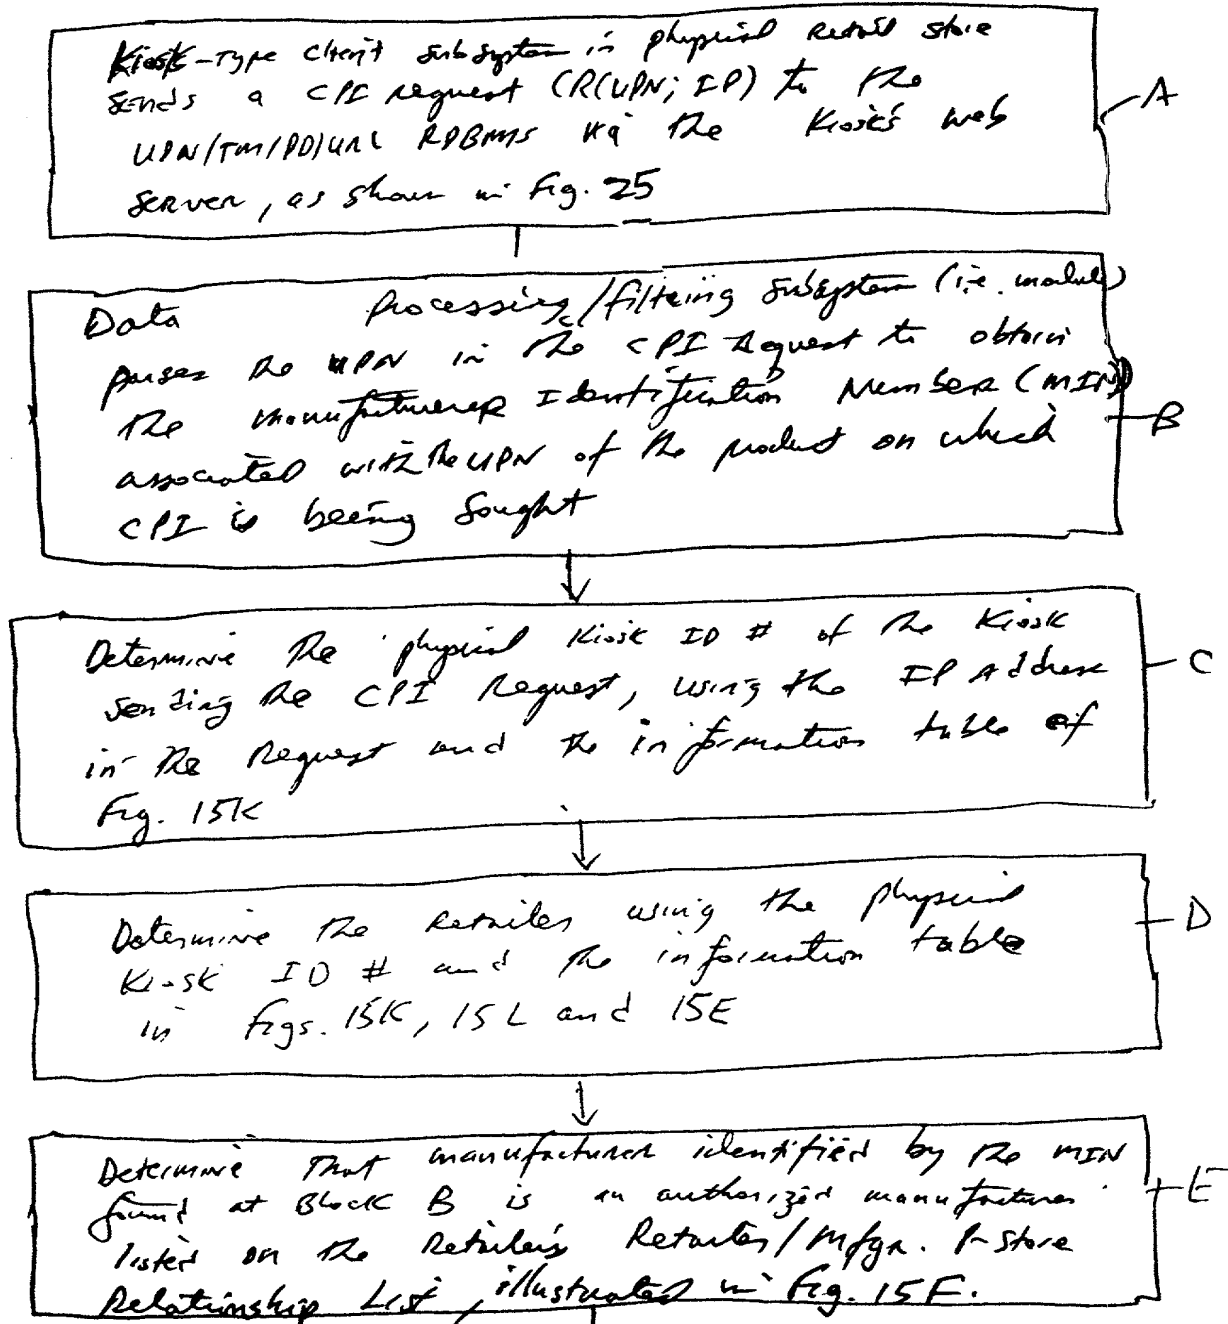 Kiosk-Type Client Subsystem in physical Retail store
sends a CPI request (R(UPN; IP) to the
UPN/TM/PD/URL RDBMS via the Kiosk's web
server, as shown in Fig. 25
A
Data Processing/filtering Subsystem (i.e. module)
parses the UPN in the CPI Request to obtain
the manufacturer Identification Number (MIN)
associated with the UPN of the product on which
CPI is being sought
B
Determine the physical Kiosk ID # of the Kiosk
sending the CPI Request, using the IP Address
in the Request and the information table of
Fig. 15K
C
Determine the Retailer using the physical
Kiosk ID # and the information table
in Figs. 15K, 15L and 15E
D
Determine that manufacturer identified by the MIN
found at Block B is an authorized manufacturer
listed on the Retailer's Retailer/Mfgr. P-Store
Relationship List, illustrated in Fig. 15F.
E